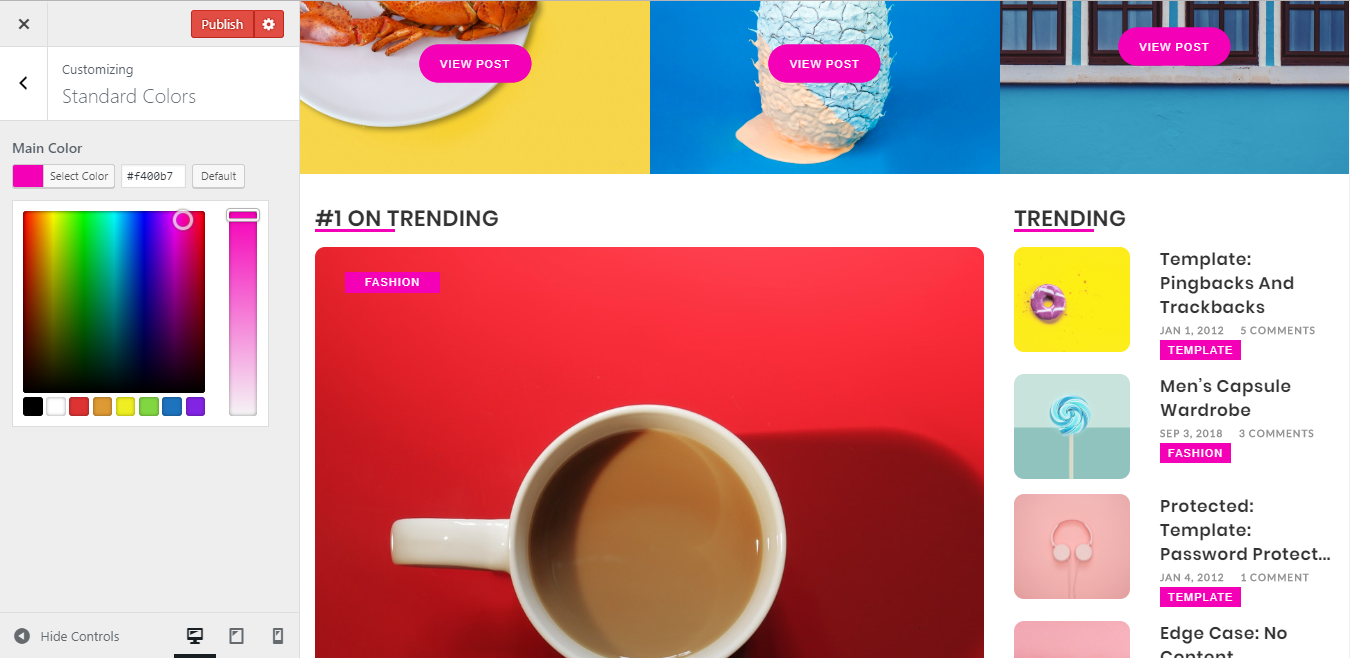 Publish
Customizing
Standard Colors
Main Color
Select Color
#f400b7
Default
Hide Controls
VIEW POST
VIEW POST
VIEW POST
#1 ON TRENDING
FASHION
TRENDING
Template:
Pingbacks And
Trackbacks
JAN 1, 2012 5 COMMENTS
TEMPLATE
Men's Capsule
Wardrobe
SEP 3, 2018 3 COMMENTS
FASHION
Protected:
Template:
Password Protect...
JAN 4, 2012 1 COMMENT
TEMPLATE
Edge Case: No
Content